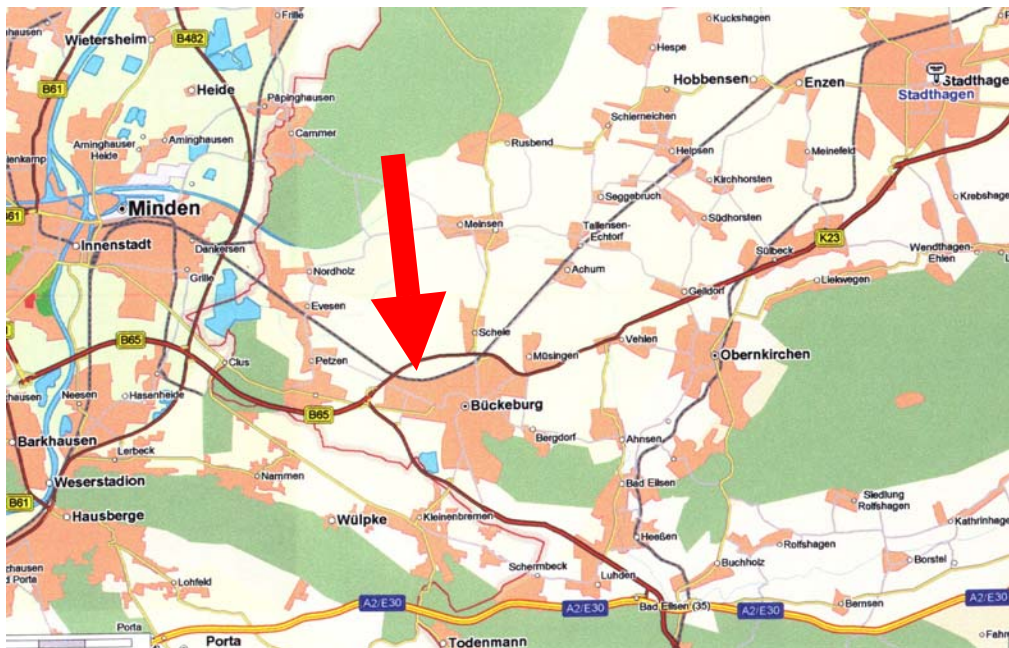 Frille
Kuckshagen
Wietersheim
B482
Hespe
Hobbensen
Enzen
Stadthagen
Stadthagen
B61
Heide
Päpinghausen
Cammer
Schierneichen
Aminghausen
Aminghauser
Heide
Rusbend
Helpsen
Meinefeld
Kirchhorsten
Krebshage
Seggebruch
Minden
B61
Südhorsten
Meinsen
Tallensen-
Echtorf
K23
Innenstadt
Dankersen
Sülbeck
Wendthagen-
Ehlen
Grille
Nordholz
Achum
Liekwegen
Gelldorf
Evesen
B65
Scheie
Vehlen
Clus
Petzen
Müsingen
Obernkirchen
Neesen
Hasenheide
B65
Bückeburg
Barkhausen
Bergdorf
Ahnsen
Lerbeck
Nammen
Weserstadion
Bad Eilsen
B61
Siedlung
Rolfshagen
Hausberge
Wülpke
Kleinenbremen
Kathrinhage
Heeßen
Rolfshagen
Schermbeck
Buchholz
Borstel
Lohfeld
Luhden
A2/E30
A2/E30
Bad Eilsen (35)
A2/E30
Bernsen
A2/E30
Porta
Porta
Todenmann